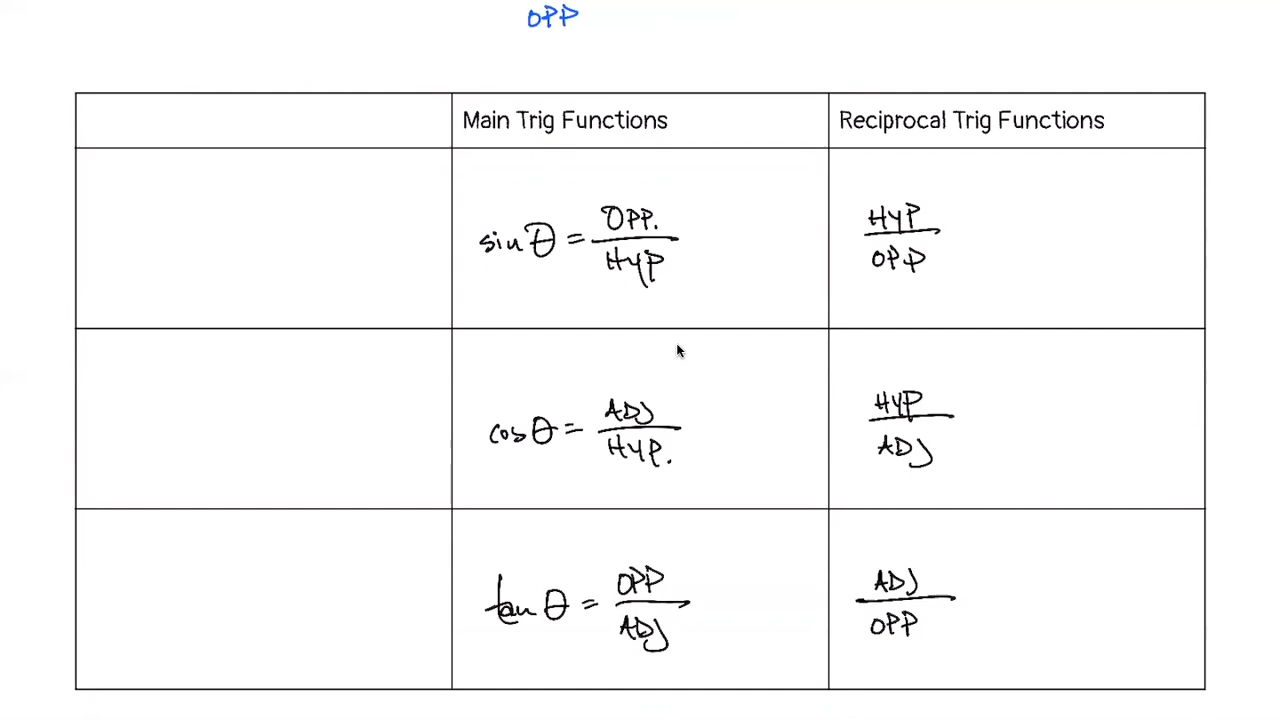 OPP
Main Trig Functions
Reciprocal Trig Functions
sin θ = OPP. / HYP
HYP / OPP
cos θ = ADJ / HYP.
HYP / ADJ
tan θ = OPP / ADJ
ADJ / OPP